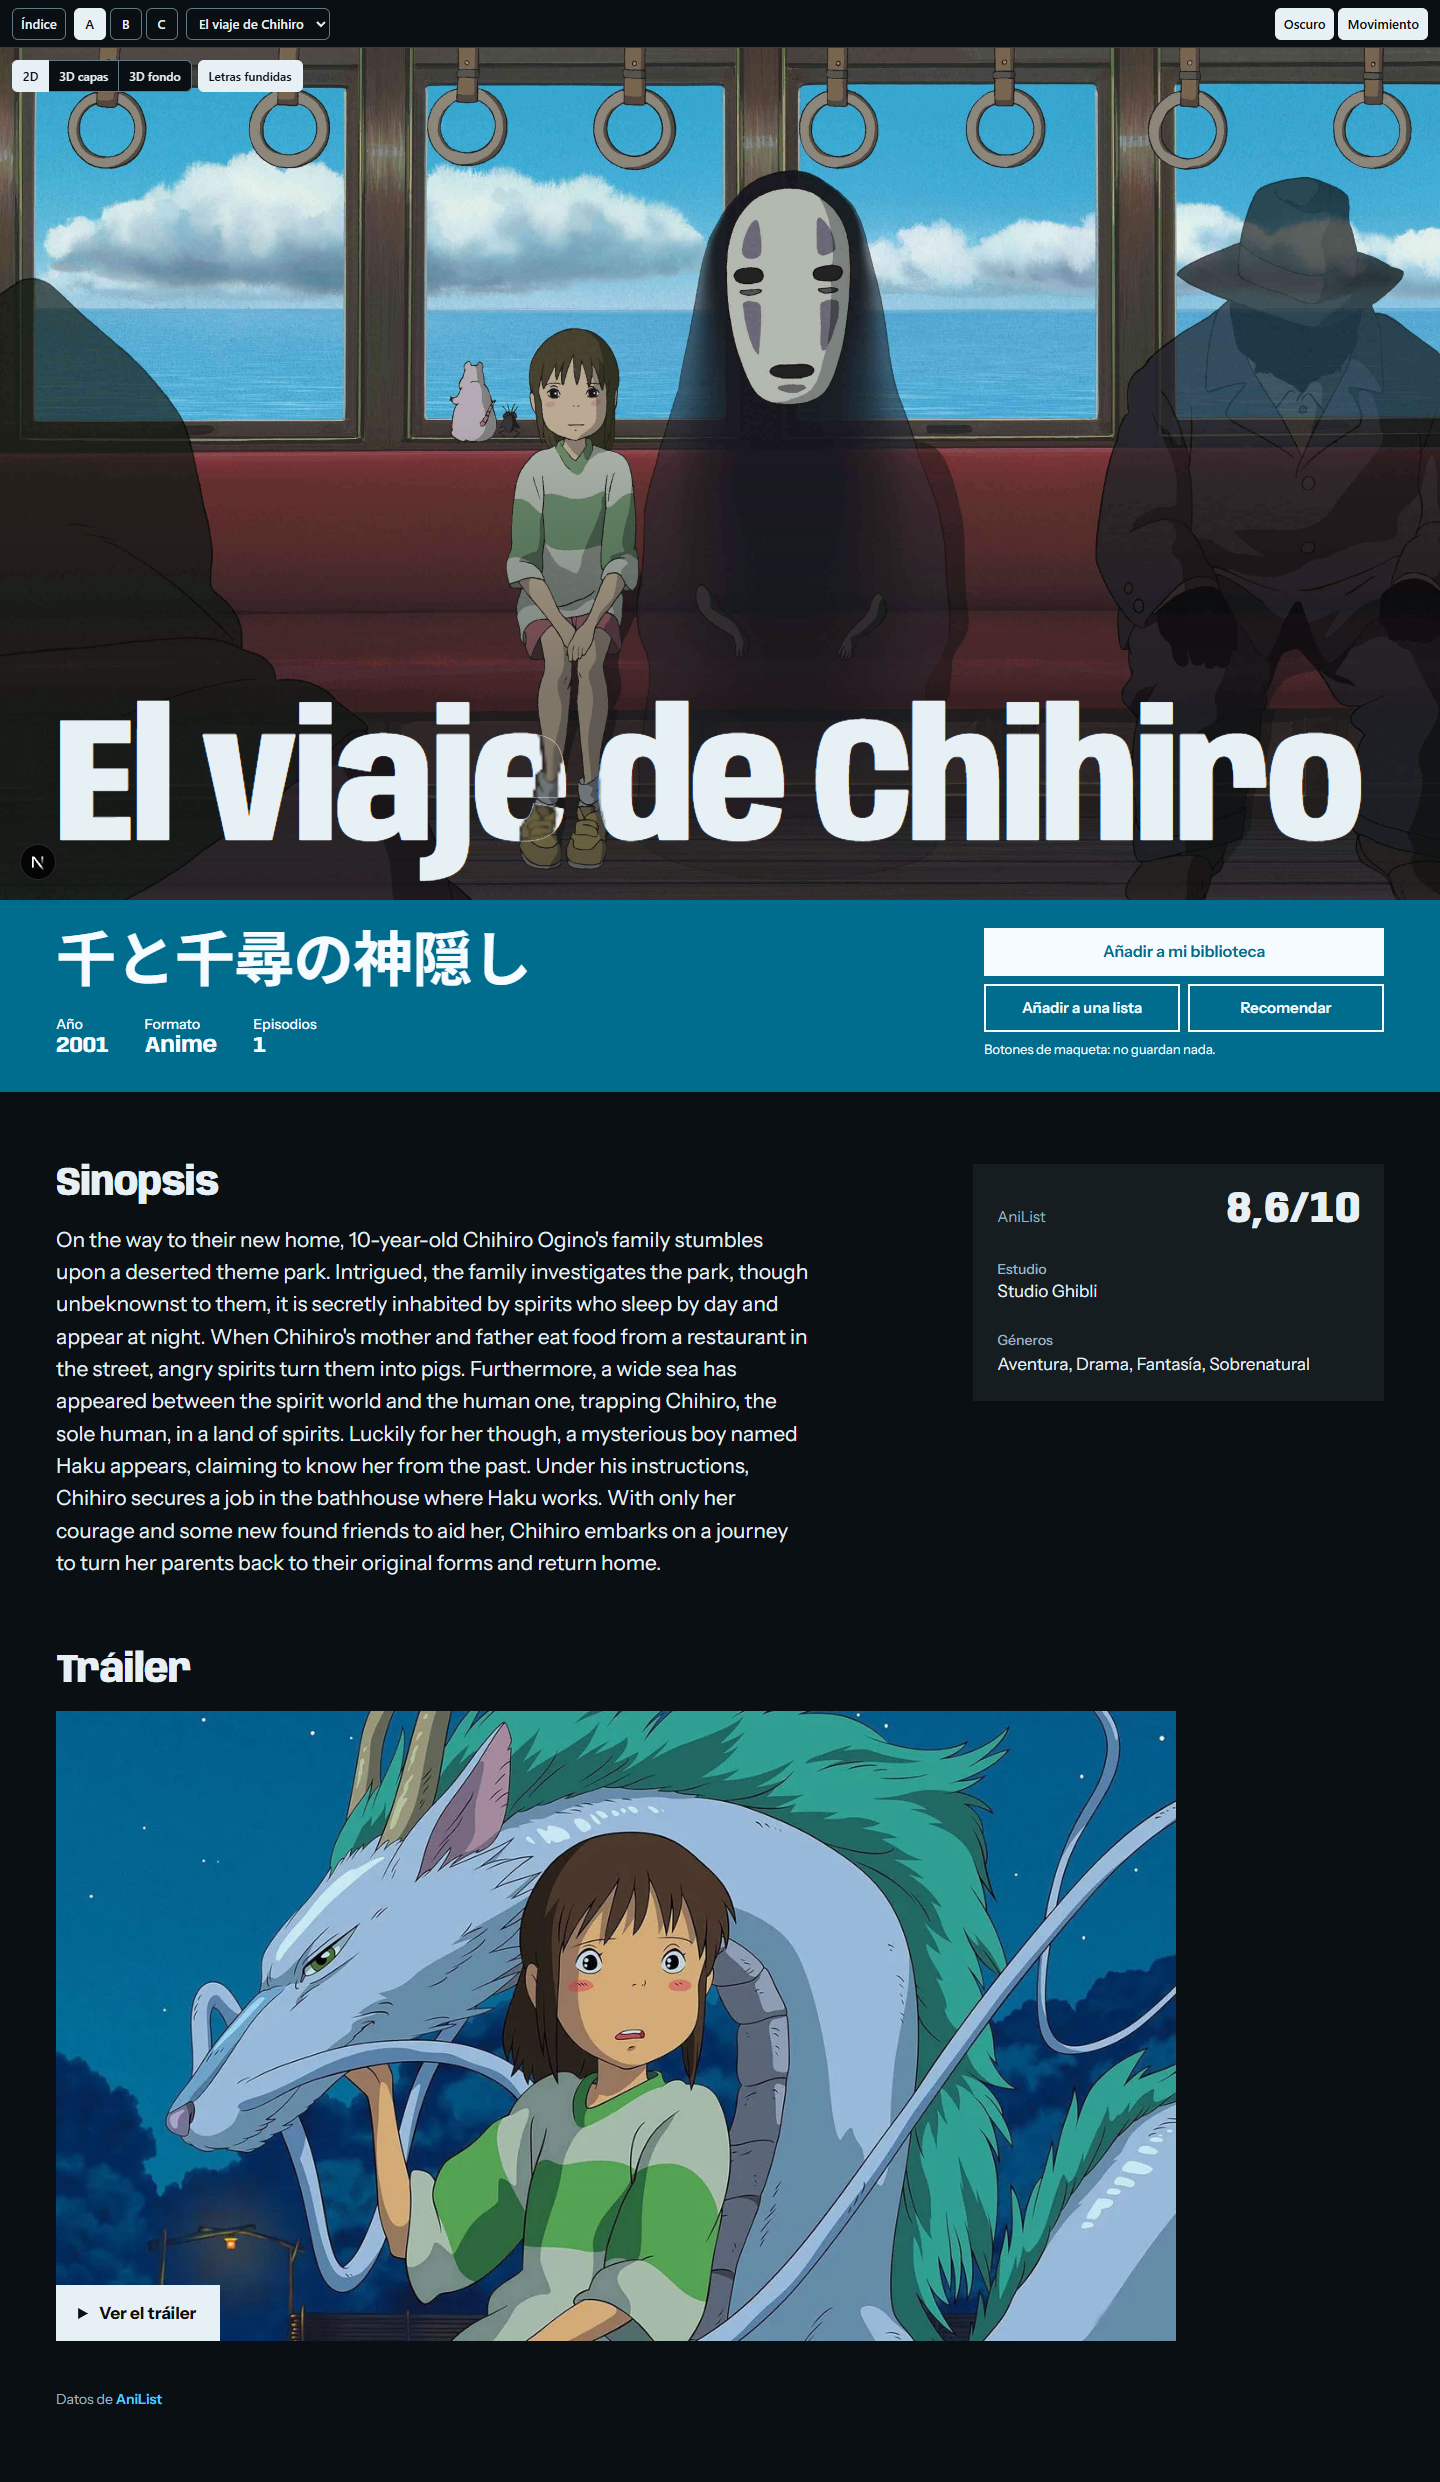 Índice A B C El viaje de Chihiro Oscuro Movimiento
2D 3D capas 3D fondo Letras fundidas
El viaje de Chihiro
N
千と千尋の神隠し
Año Formato Episodios
2001 Anime 1
Añadir a mi biblioteca
Añadir a una lista Recomendar
Botones de maqueta: no guardan nada.
Sinopsis
On the way to their new home, 10-year-old Chihiro Ogino's family stumbles
upon a deserted theme park. Intrigued, the family investigates the park, though
unbeknownst to them, it is secretly inhabited by spirits who sleep by day and
appear at night. When Chihiro's mother and father eat food from a restaurant in
the street, angry spirits turn them into pigs. Furthermore, a wide sea has
appeared between the spirit world and the human one, trapping Chihiro, the
sole human, in a land of spirits. Luckily for her though, a mysterious boy named
Haku appears, claiming to know her from the past. Under his instructions,
Chihiro secures a job in the bathhouse where Haku works. With only her
courage and some new found friends to aid her, Chihiro embarks on a journey
to turn her parents back to their original forms and return home.
AniList 8,6/10
Estudio
Studio Ghibli
Géneros
Aventura, Drama, Fantasía, Sobrenatural
Tráiler
Ver el tráiler
Datos de AniList